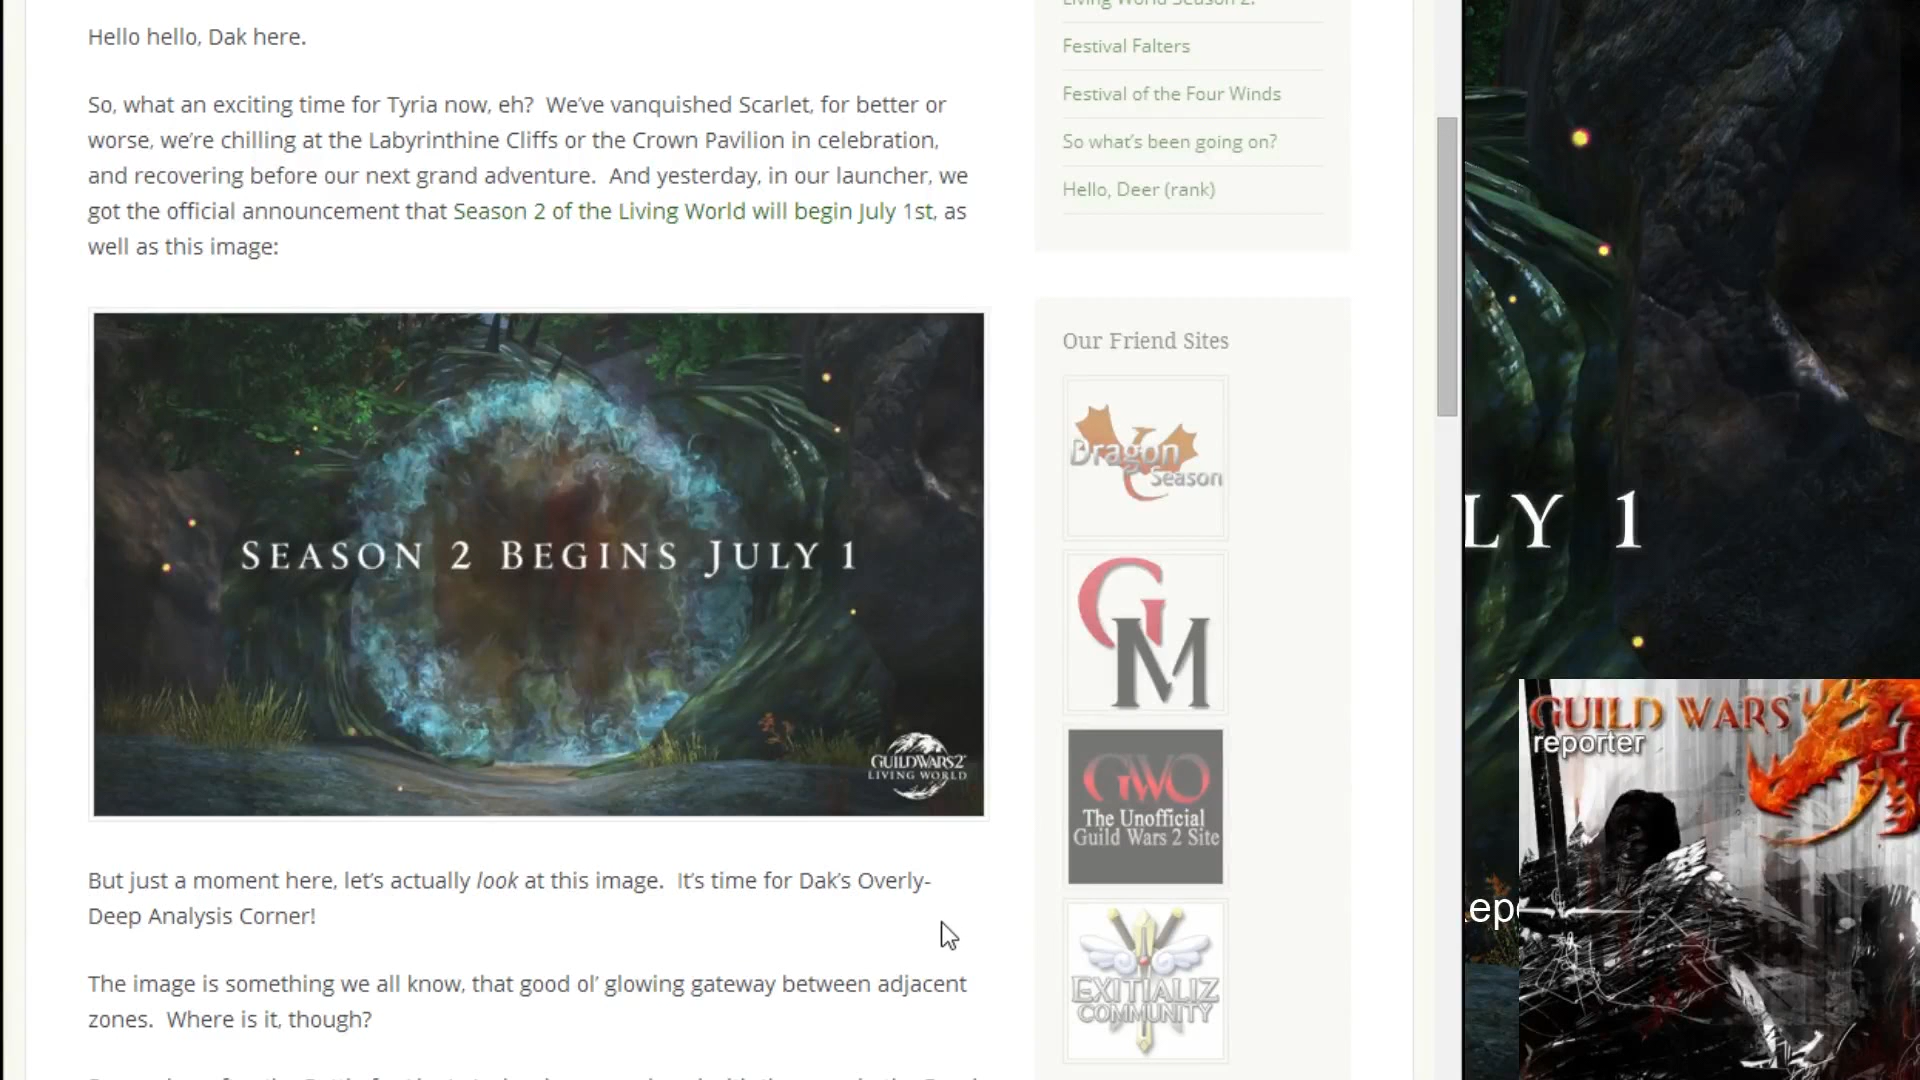 Hello hello, Dak here.
So, what an exciting time for Tyria now, eh? We've vanquished Scarlet, for better or
worse, we're chilling at the Labyrinthine Cliffs or the Crown Pavilion in celebration,
and recovering before our next grand adventure. And yesterday, in our launcher, we
got the official announcement that Season 2 of the Living World will begin July 1st, as
well as this image:
SEASON 2 BEGINS JULY 1
GUILD WARS 2
LIVING WORLD
But just a moment here, let's actually look at this image. It's time for Dak's Overly-
Deep Analysis Corner!
The image is something we all know, that good ol' glowing gateway between adjacent
zones. Where is it, though?
Living World Season 2.
Festival Falters
Festival of the Four Winds
So what's been going on?
Hello, Deer (rank)
Our Friend Sites
Dragon
Season
GM
GWO
The Unofficial
Guild Wars 2 Site
EXITIALIZ
COMMUNITY
LY 1
GUILD WARS
reporter